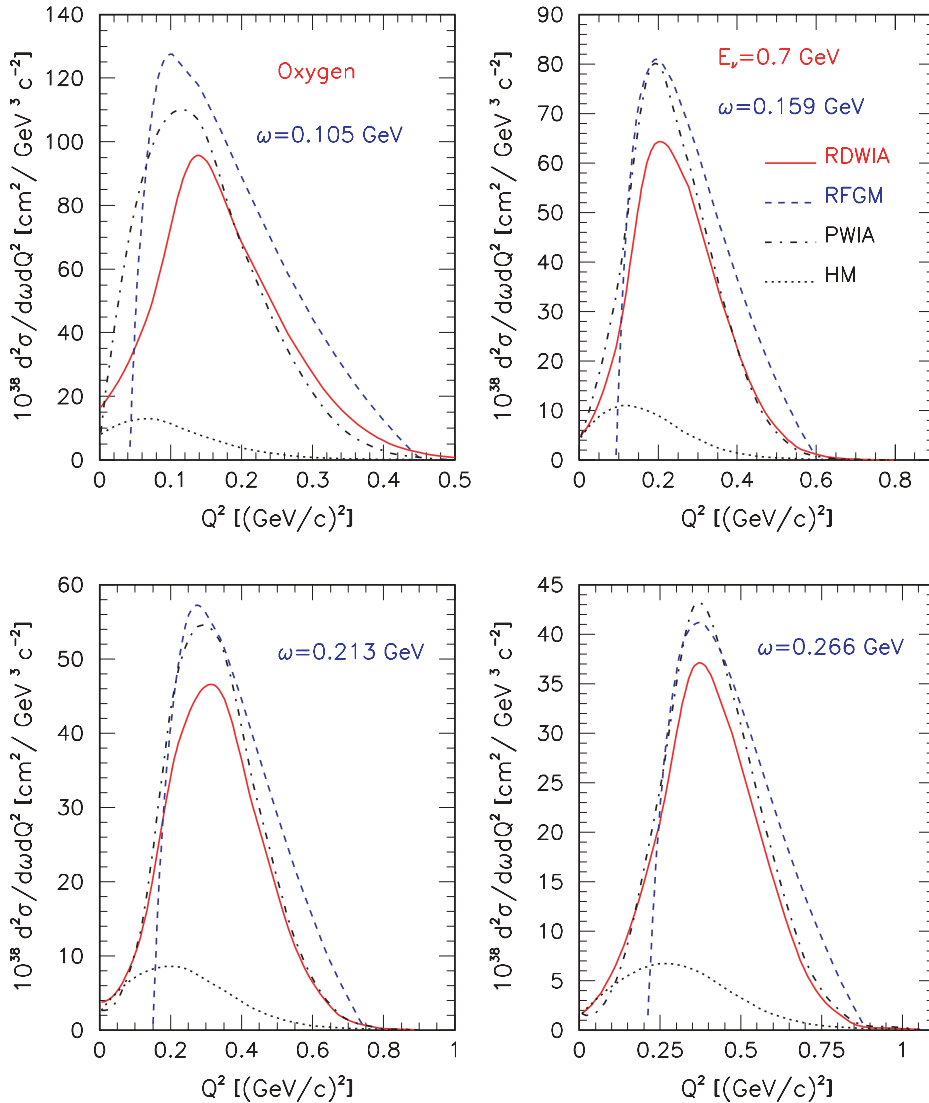 10³⁸ d²σ/dωdQ² [cm²/ GeV³ c⁻²]
140
120
100
80
60
40
20
0
Oxygen
ω=0.105 GeV
0 0.1 0.2 0.3 0.4 0.5
Q² [(GeV/c)²]
10³⁸ d²σ/dωdQ² [cm²/ GeV³ c⁻²]
90
80
70
60
50
40
30
20
10
0
E_ν=0.7 GeV
ω=0.159 GeV
RDWIA
RFGM
PWIA
HM
0 0.2 0.4 0.6 0.8
Q² [(GeV/c)²]
10³⁸ d²σ/dωdQ² [cm²/ GeV³ c⁻²]
60
50
40
30
20
10
0
ω=0.213 GeV
0 0.2 0.4 0.6 0.8 1
Q² [(GeV/c)²]
10³⁸ d²σ/dωdQ² [cm²/ GeV³ c⁻²]
45
40
35
30
25
20
15
10
5
0
ω=0.266 GeV
0 0.25 0.5 0.75 1
Q² [(GeV/c)²]